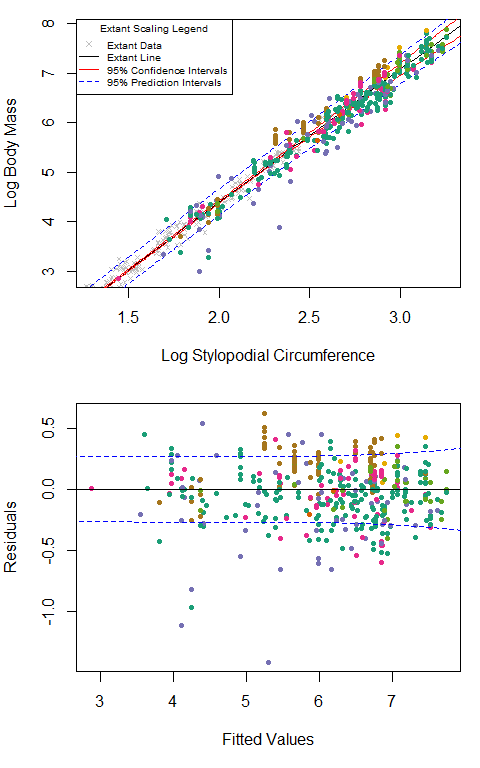 8
Extant Scaling Legend
Extant Data
Extant Line
95% Confidence Intervals
95% Prediction Intervals
7
6
5
4
3
Log Body Mass
1.5 2.0 2.5 3.0
Log Stylopodial Circumference
0.5
0.0
-0.5
-1.0
Residuals
3 4 5 6 7
Fitted Values